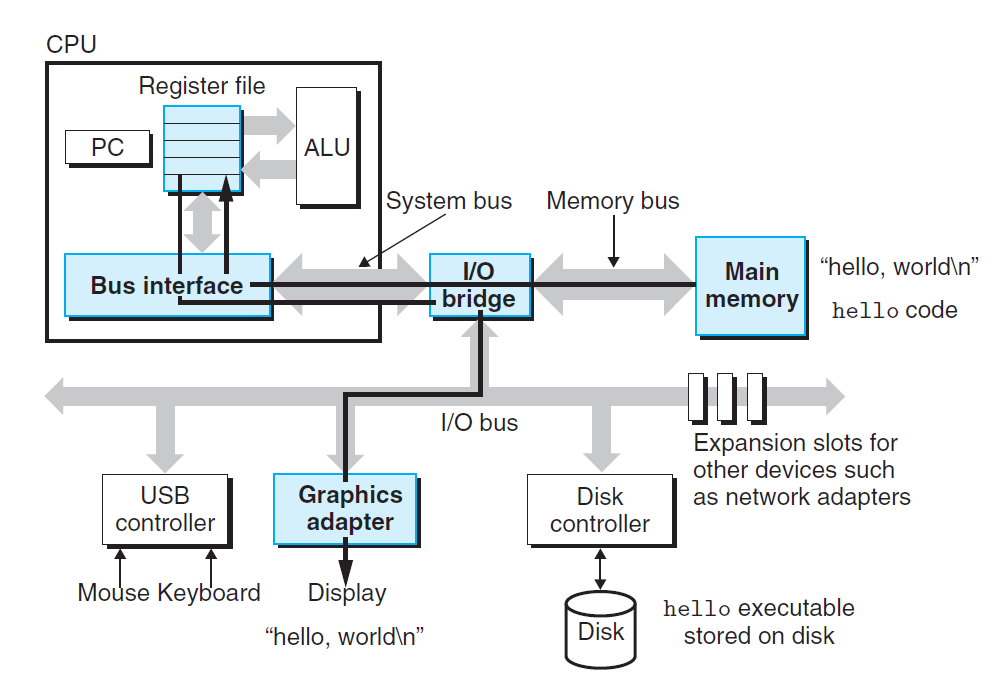 CPU
Register file
PC
ALU
System bus
Memory bus
Bus interface
I/O
bridge
Main
memory
“hello, world\n”
hello code
I/O bus
Expansion slots for
other devices such
as network adapters
USB
controller
Graphics
adapter
Disk
controller
Mouse Keyboard
Display
“hello, world\n”
Disk
hello executable
stored on disk